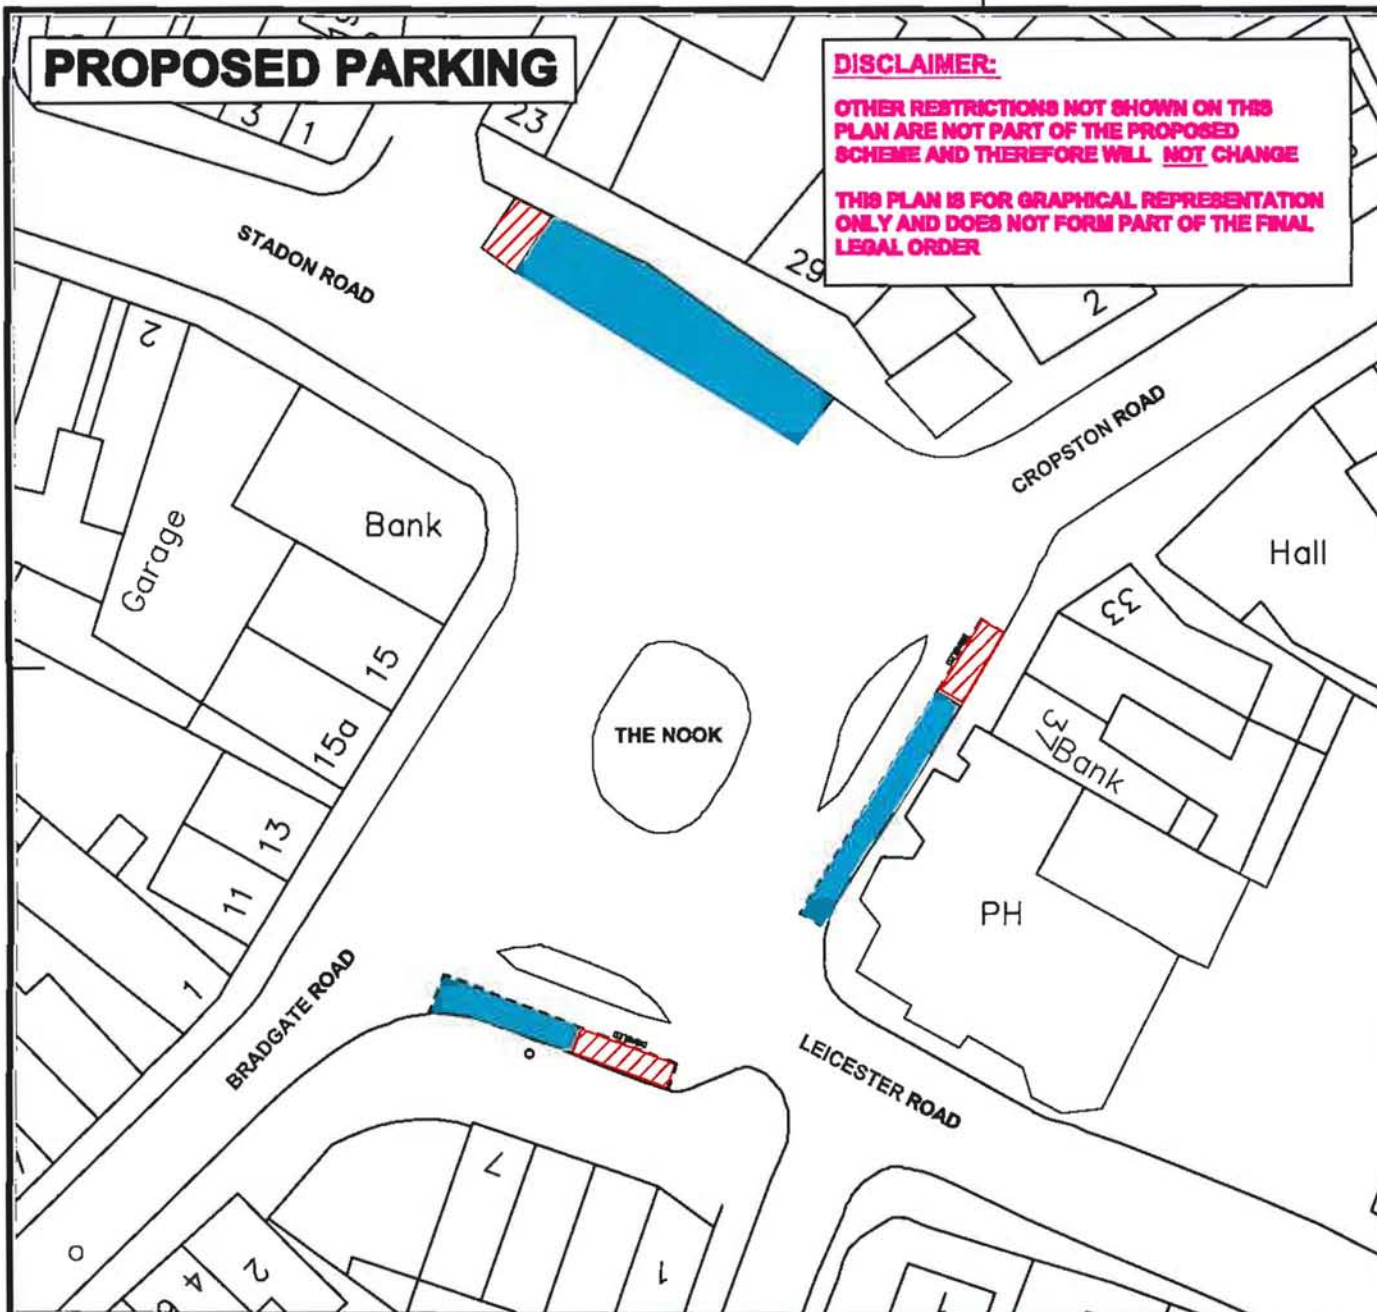 PROPOSED PARKING
DISCLAIMER:
OTHER RESTRICTIONS NOT SHOWN ON THIS
PLAN ARE NOT PART OF THE PROPOSED
SCHEME AND THEREFORE WILL NOT CHANGE
THIS PLAN IS FOR GRAPHICAL REPRESENTATION
ONLY AND DOES NOT FORM PART OF THE FINAL
LEGAL ORDER
3
1
23
29
2
STADON ROAD
2
CROPSTON ROAD
Garage
Bank
Hall
33
15
15a
THE NOOK
37
Bank
13
11
PH
1
BRADGATE ROAD
LEICESTER ROAD
7
1
2
4